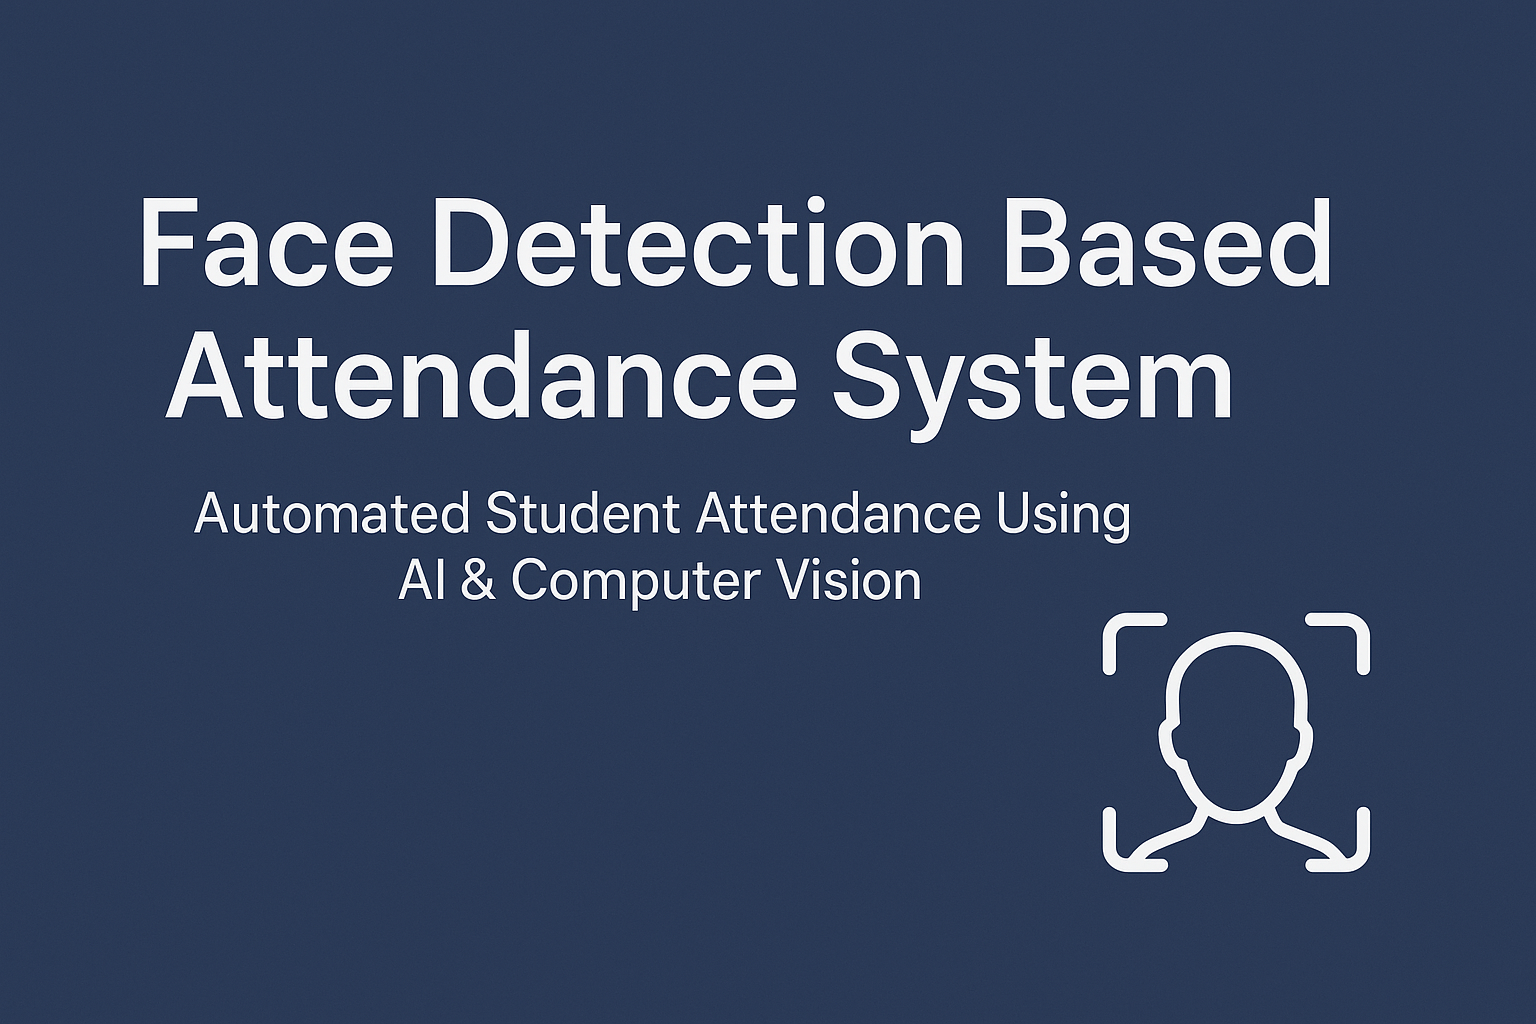 Face Detection Based
Attendance System
Automated Student Attendance Using
AI & Computer Vision